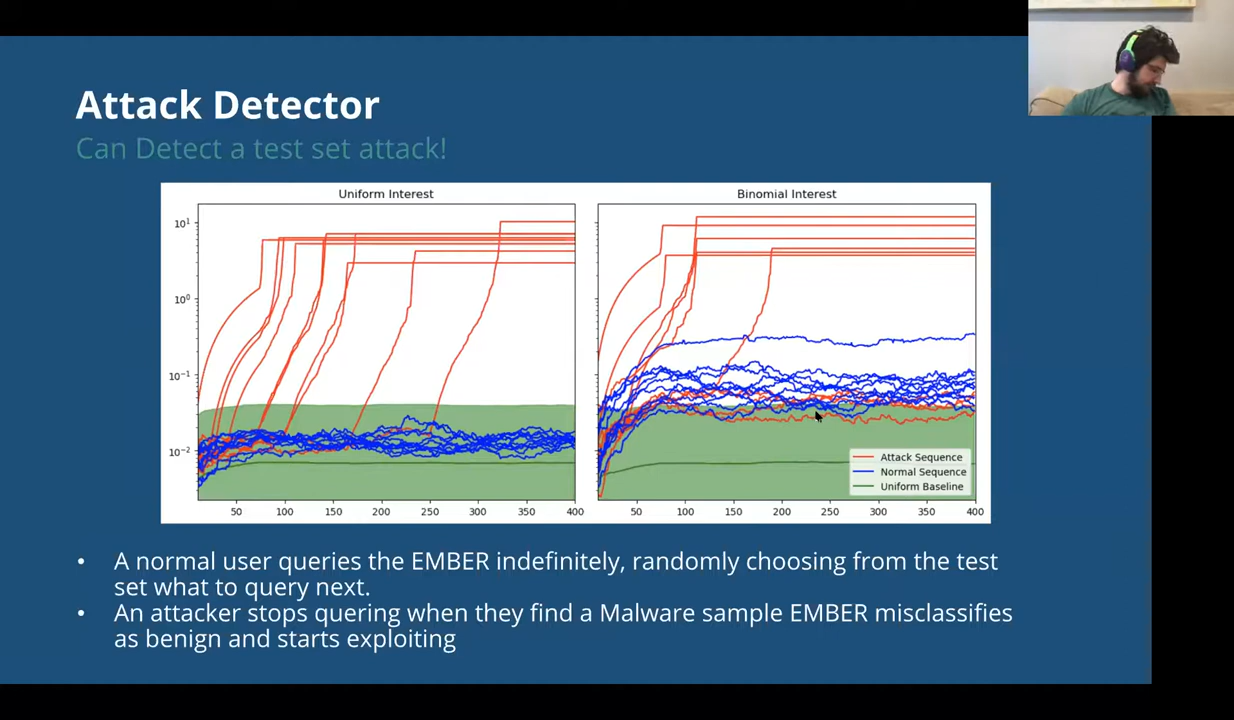 Attack Detector
Can Detect a test set attack!
Uniform Interest
Binomial Interest
10¹
10⁰
10⁻¹
10⁻²
50 100 150 200 250 300 350 400
50 100 150 200 250 300 350 400
Attack Sequence
Normal Sequence
Uniform Baseline
• A normal user queries the EMBER indefinitely, randomly choosing from the test
set what to query next.
• An attacker stops quering when they find a Malware sample EMBER misclassifies
as benign and starts exploiting